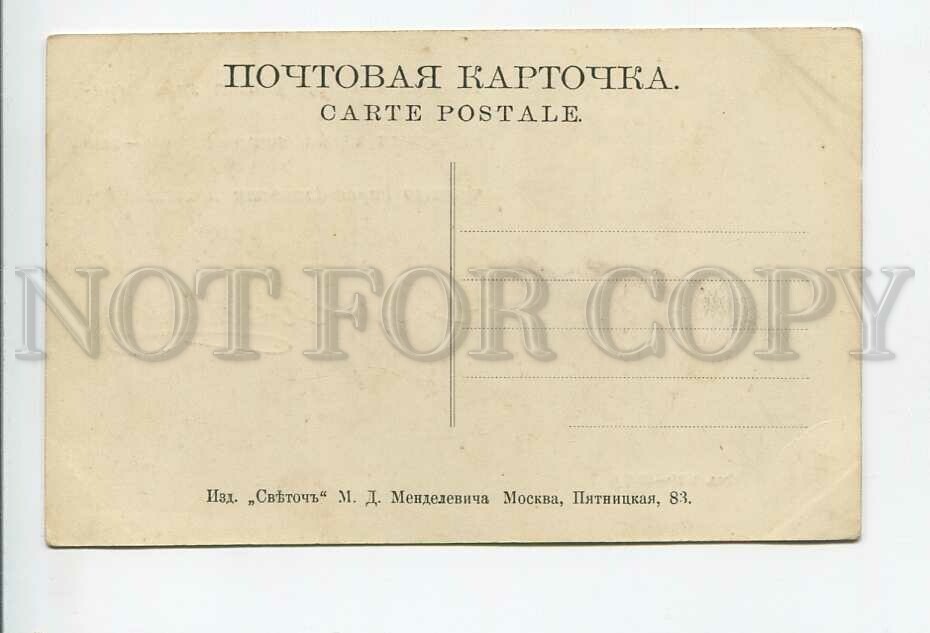 ПОЧТОВАЯ КАРТОЧКА.
CARTE POSTALE.
NOT FOR COPY
Изд. „Свѣточъ“ М. Д. Менделевича Москва, Пятницкая, 83.